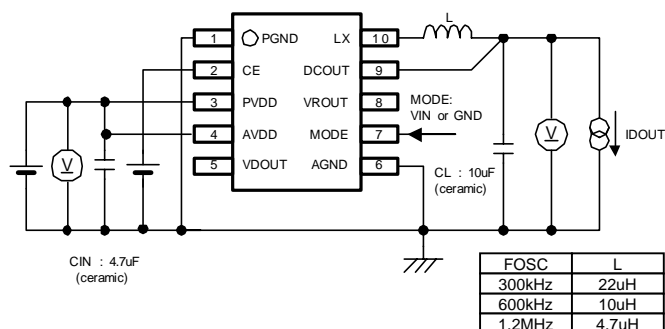 1 PGND LX 10 L
2 CE DCOUT 9
3 PVDD VROUT 8 MODE:
VIN or GND
4 AVDD MODE 7
5 VDOUT AGND 6
V
V
IDOUT
CL : 10uF
(ceramic)
CIN : 4.7uF
(ceramic)
FOSC L
300kHz 22uH
600kHz 10uH
1.2MHz 4.7uH